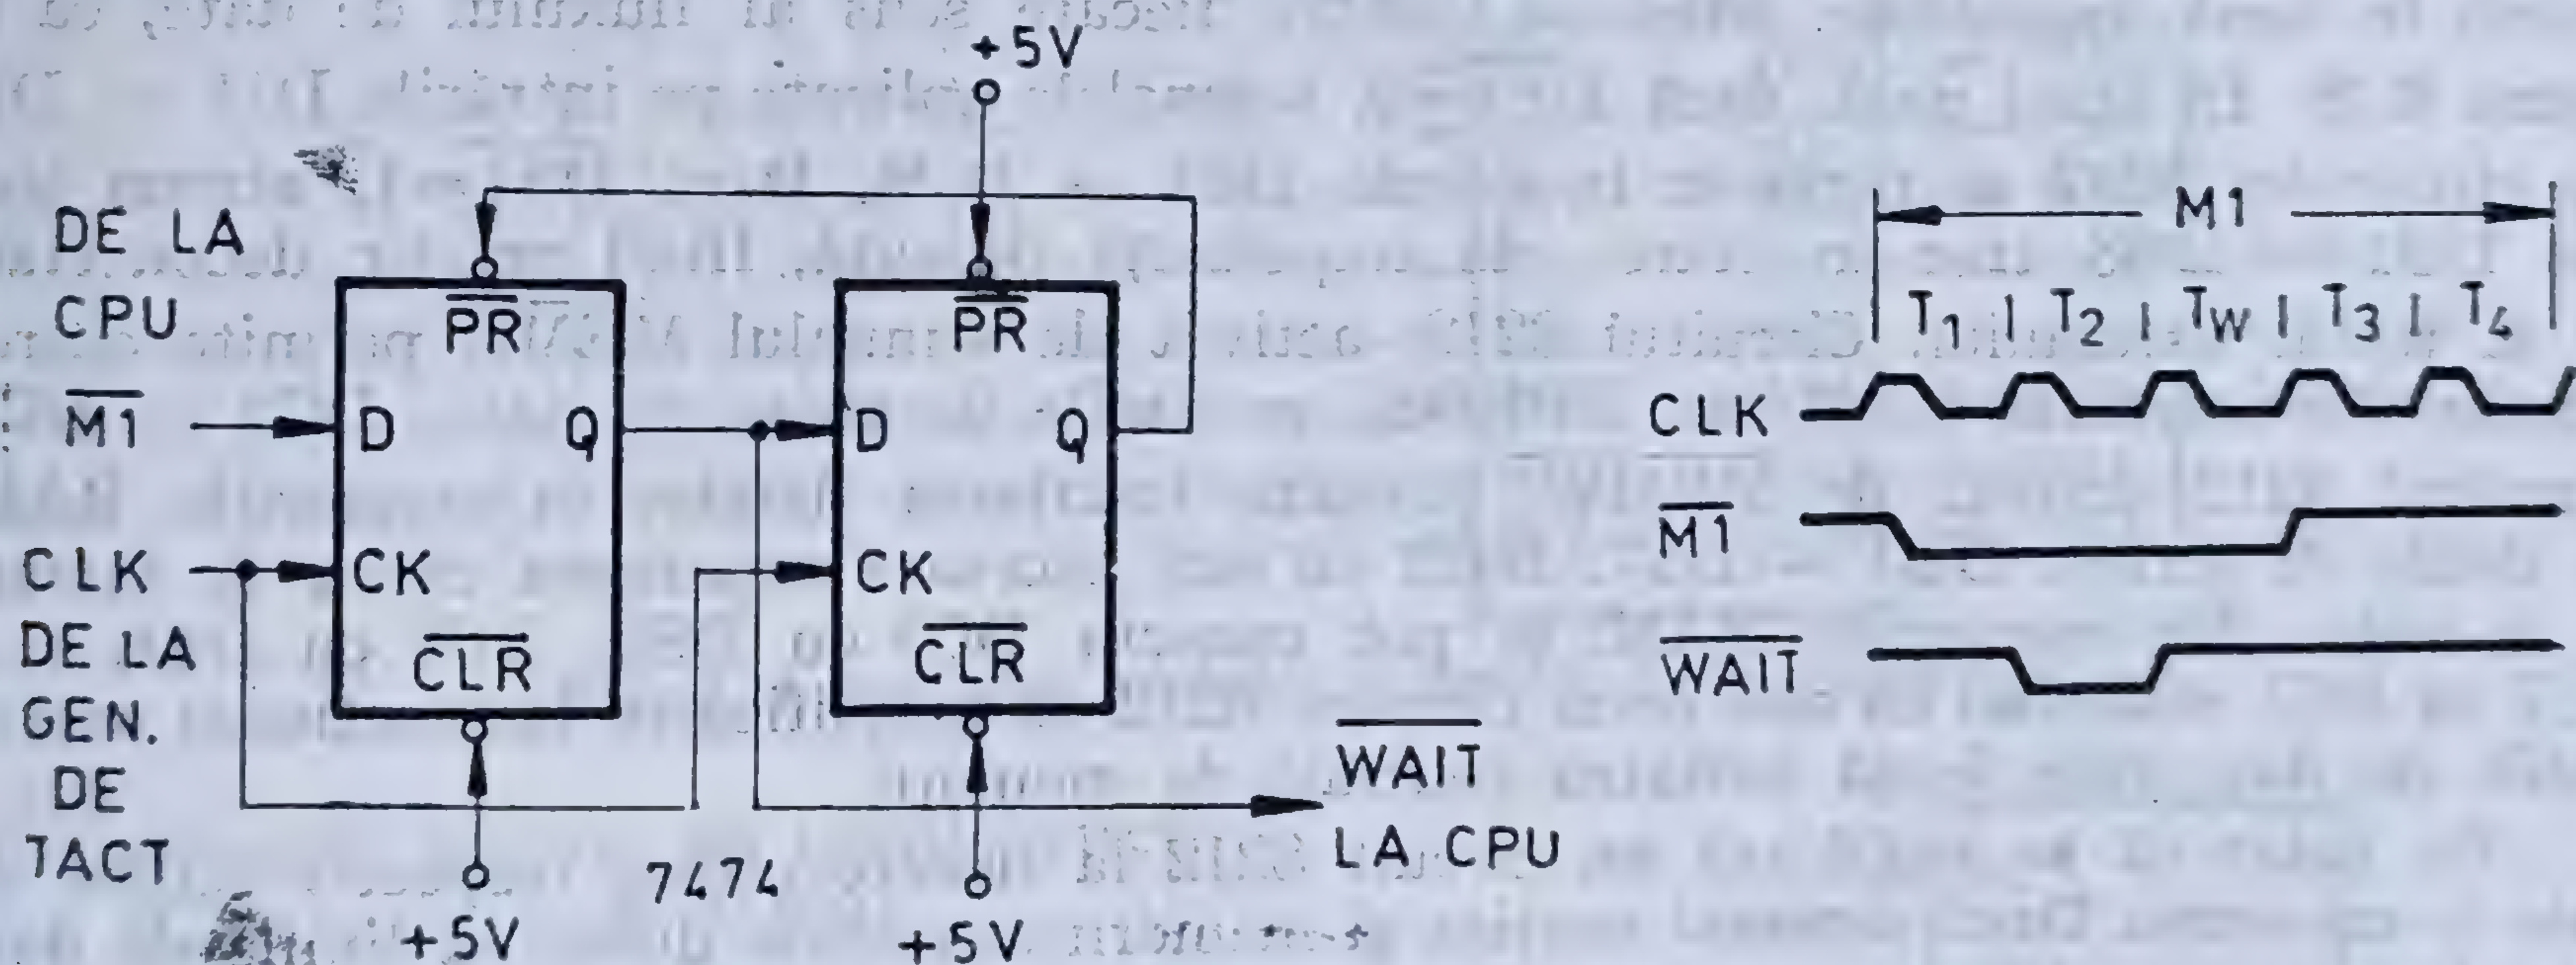 +5V
DE LA
CPU
M1
CLK
DE LA
GEN.
DE
TACT
PR
D
Q
CK
CLR
+5V
7474
PR
D
Q
CK
CLR
+5V
WAIT
LA CPU
M1
T1 T2 TW T3 T4
CLK
M1
WAIT